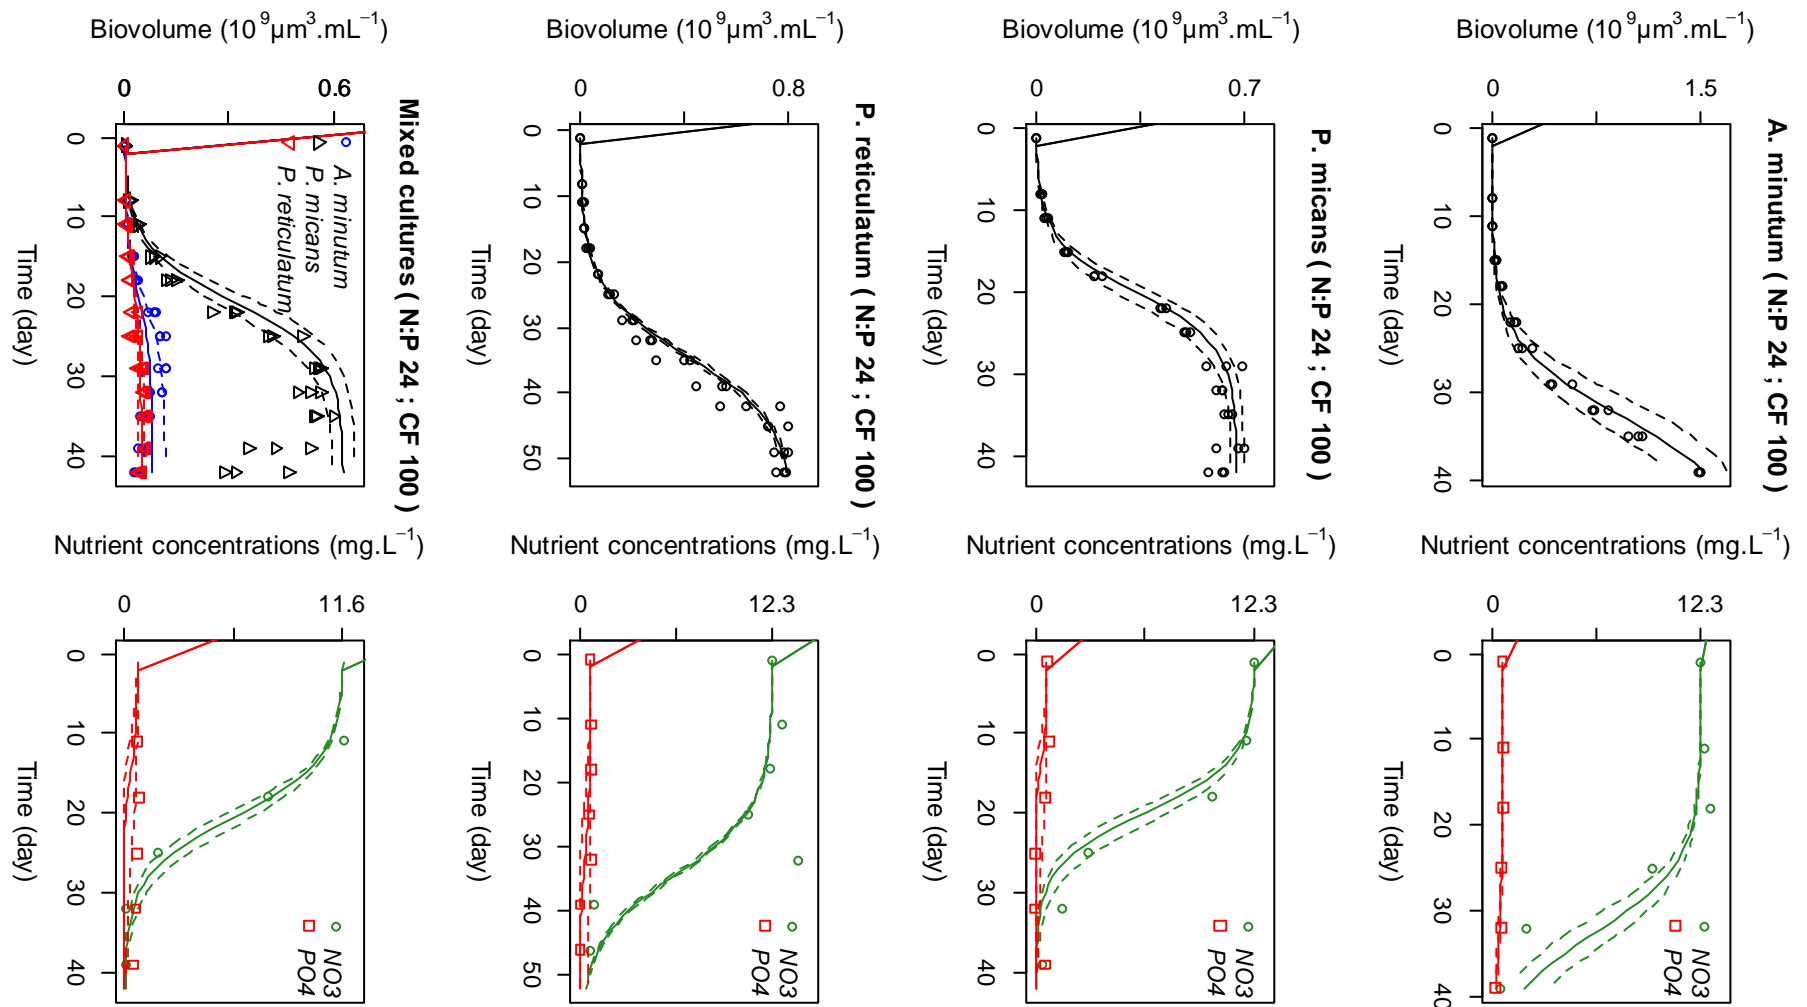 A. minutum ( N:P 24 ; CF 100 )
Biovolume (10⁹µm³.mL⁻¹)
0
1.5
0
10
20
30
40
Time (day)
Nutrient concentrations (mg.L⁻¹)
0
12.3
0
10
20
30
40
Time (day)
NO3
PO4
P. micans ( N:P 24 ; CF 100 )
Biovolume (10⁹µm³.mL⁻¹)
0
0.7
0
10
20
30
40
Time (day)
Nutrient concentrations (mg.L⁻¹)
0
12.3
0
10
20
30
40
Time (day)
NO3
PO4
P. reticulatum ( N:P 24 ; CF 100 )
Biovolume (10⁹µm³.mL⁻¹)
0
0.8
0
10
20
30
40
50
Time (day)
Nutrient concentrations (mg.L⁻¹)
0
12.3
0
10
20
30
40
50
Time (day)
NO3
PO4
Mixed cultures ( N:P 24 ; CF 100 )
Biovolume (10⁹µm³.mL⁻¹)
0
0.6
0
10
20
30
40
Time (day)
A. minutum
P. micans
P. reticulatum
Nutrient concentrations (mg.L⁻¹)
0
11.6
0
10
20
30
40
Time (day)
NO3
PO4